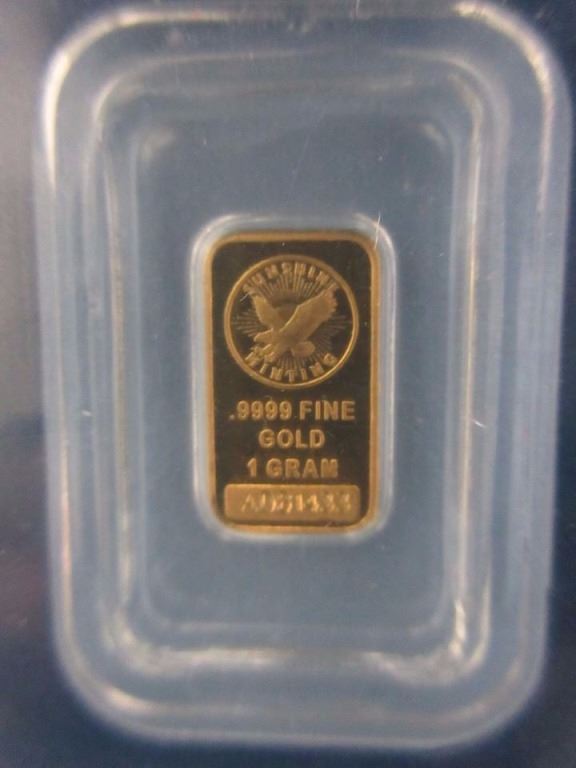 SUNSHINE
MINTING
.9999 FINE
GOLD
1 GRAM